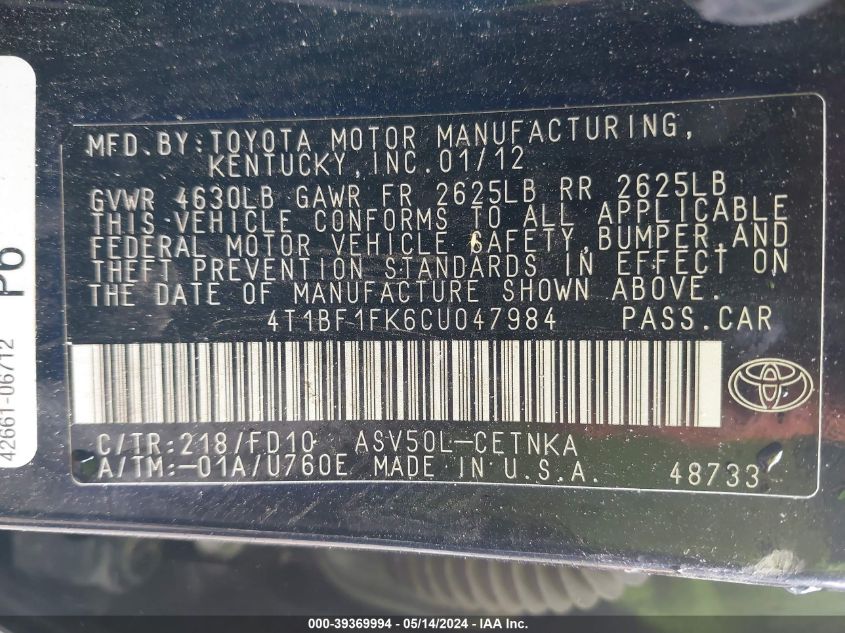 MFD.BY:TOYOTA MOTOR MANUFACTURING,
KENTUCKY,INC.01/12
GVWR 4630LB GAWR FR 2625LB RR 2625LB
THIS VEHICLE CONFORMS TO ALL APPLICABLE
FEDERAL MOTOR VEHICLE SAFETY,BUMPER,AND
THEFT PREVENTION STANDARDS IN EFFECT ON
THE DATE OF MANUFACTURE SHOWN ABOVE.
4T1BF1FK6CU047984 PASS.CAR
C/TR:218/FD10 ASV50L-CETNKA
A/TM:-01A/U760E MADE IN U.S.A. 48733
42661-06712
P6
000-39369994 / 05/14/2024 / IAA Inc.